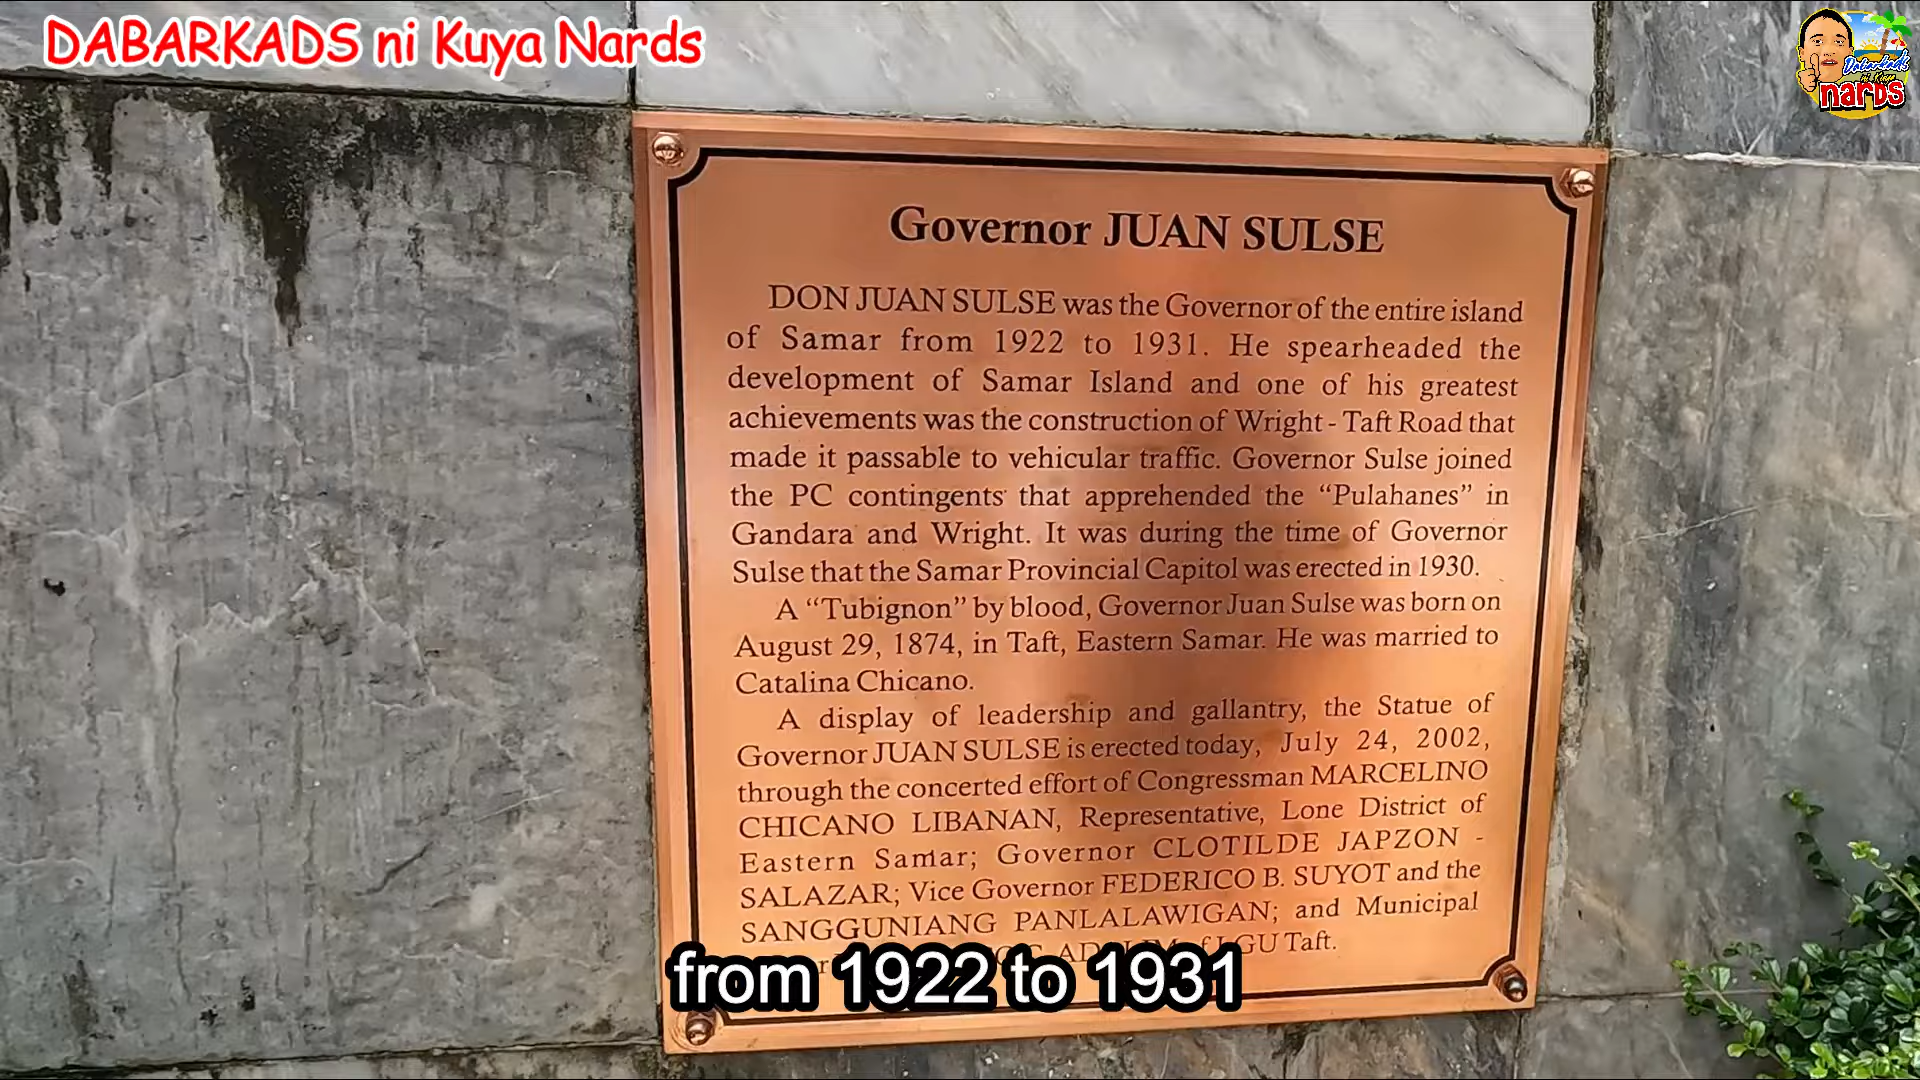 DABARKADS ni Kuya Nards
Dabarkads
ni Kuya
narDS
Governor JUAN SULSE
DON JUAN SULSE was the Governor of the entire island
of Samar from 1922 to 1931. He spearheaded the
development of Samar Island and one of his greatest
achievements was the construction of Wright - Taft Road that
made it passable to vehicular traffic. Governor Sulse joined
the PC contingents that apprehended the “Pulahanes” in
Gandara and Wright. It was during the time of Governor
Sulse that the Samar Provincial Capitol was erected in 1930.
A “Tubignon” by blood, Governor Juan Sulse was born on
August 29, 1874, in Taft, Eastern Samar. He was married to
Catalina Chicano.
A display of leadership and gallantry, the Statue of
Governor JUAN SULSE is erected today, July 24, 2002,
through the concerted effort of Congressman MARCELINO
CHICANO LIBANAN, Representative, Lone District of
Eastern Samar; Governor CLOTILDE JAPZON -
SALAZAR; Vice Governor FEDERICO B. SUYOT and the
SANGGUNIANG PANLALAWIGAN; and Municipal
LGU Taft.
from 1922 to 1931